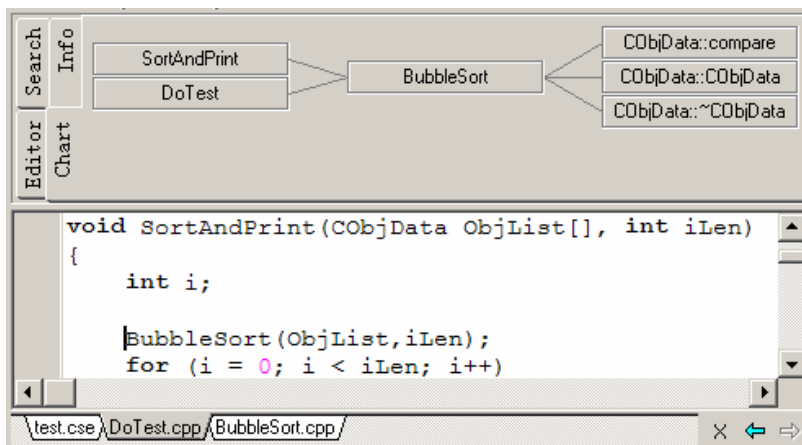 Search
Info
Editor
Chart
SortAndPrint
DoTest
BubbleSort
CObjData::compare
CObjData::CObjData
CObjData::~CObjData
void SortAndPrint(CObjData ObjList[], int iLen)
{
int i;
BubbleSort(ObjList,iLen);
for (i = 0; i < iLen; i++)
test.cse
DoTest.cpp
BubbleSort.cpp